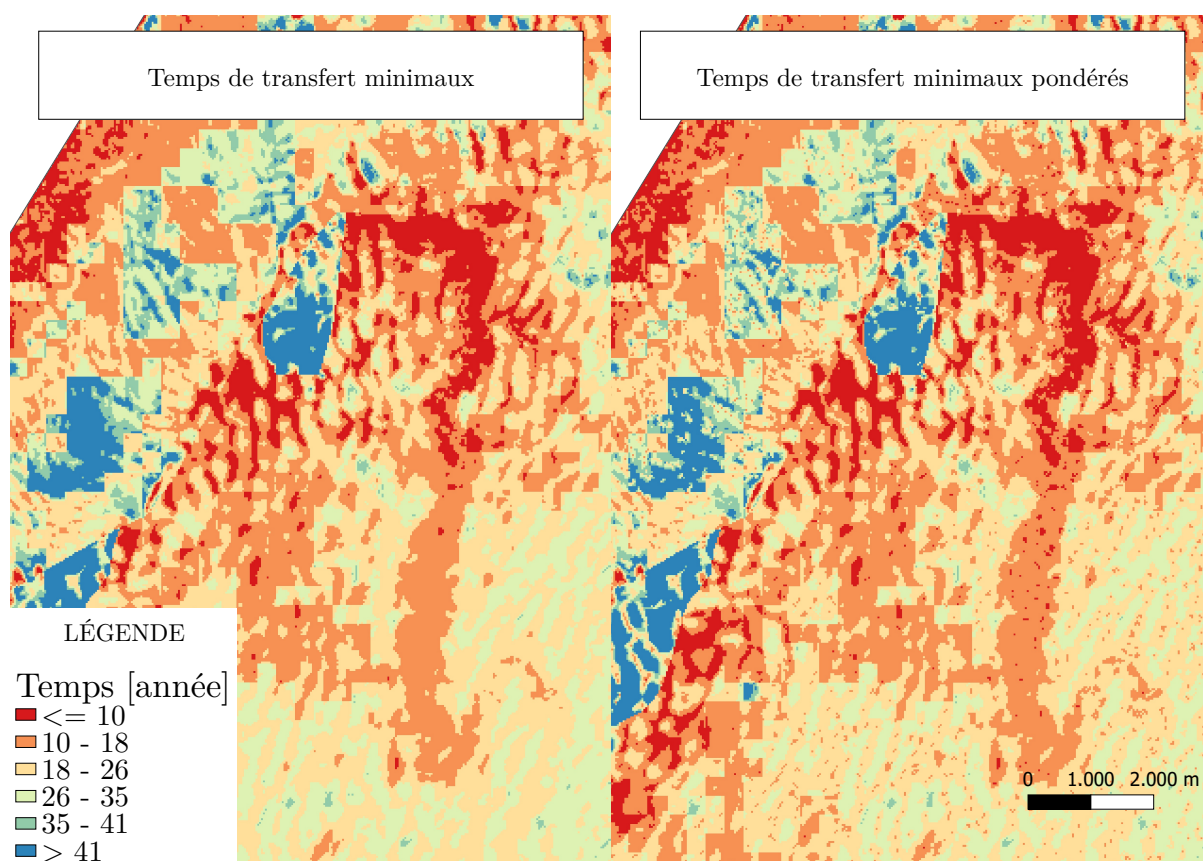 Temps de transfert minimaux
Temps de transfert minimaux pondérés
LÉGENDE
Temps [année]
<= 10
10 - 18
18 - 26
26 - 35
35 - 41
> 41
0 1.000 2.000 m